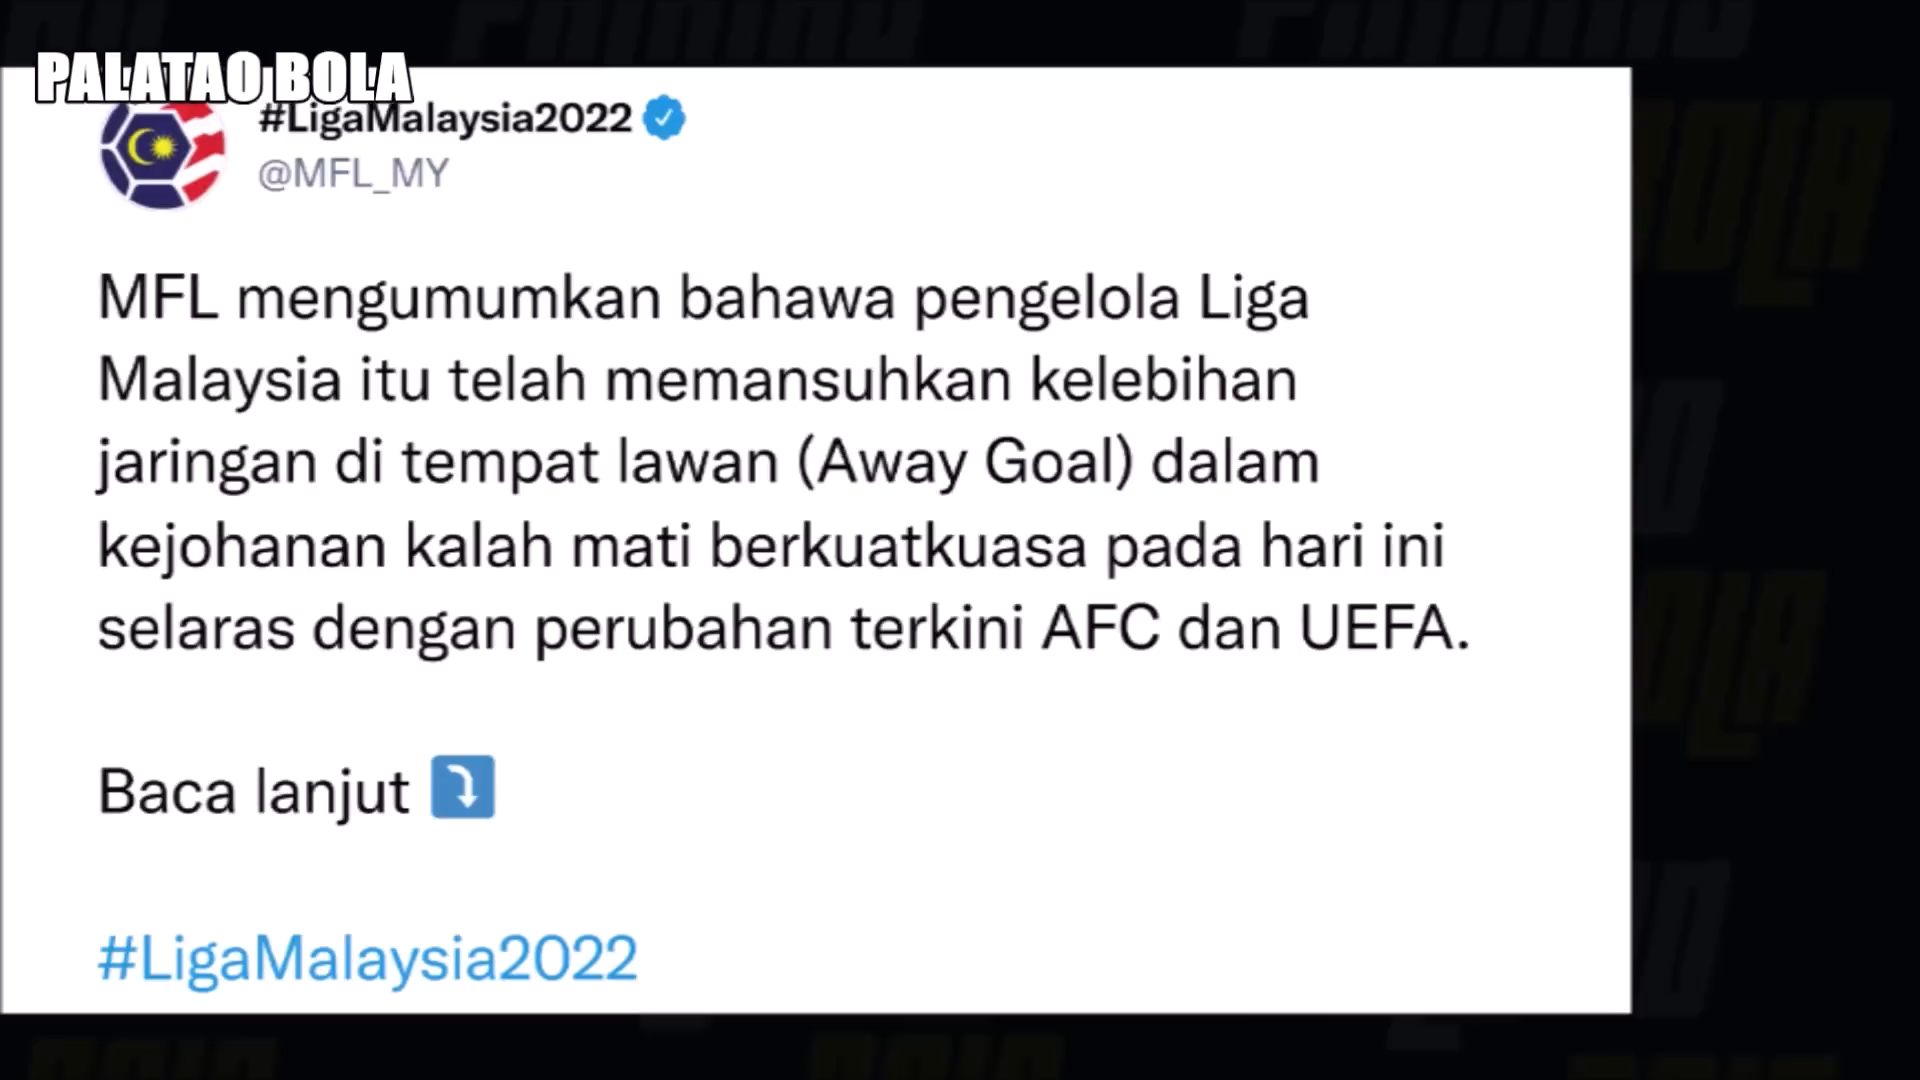 PALATAO BOLA
#LigaMalaysia2022
@MFL_MY
MFL mengumumkan bahawa pengelola Liga
Malaysia itu telah memansuhkan kelebihan
jaringan di tempat lawan (Away Goal) dalam
kejohanan kalah mati berkuatkuasa pada hari ini
selaras dengan perubahan terkini AFC dan UEFA.
Baca lanjut ⤵️
#LigaMalaysia2022